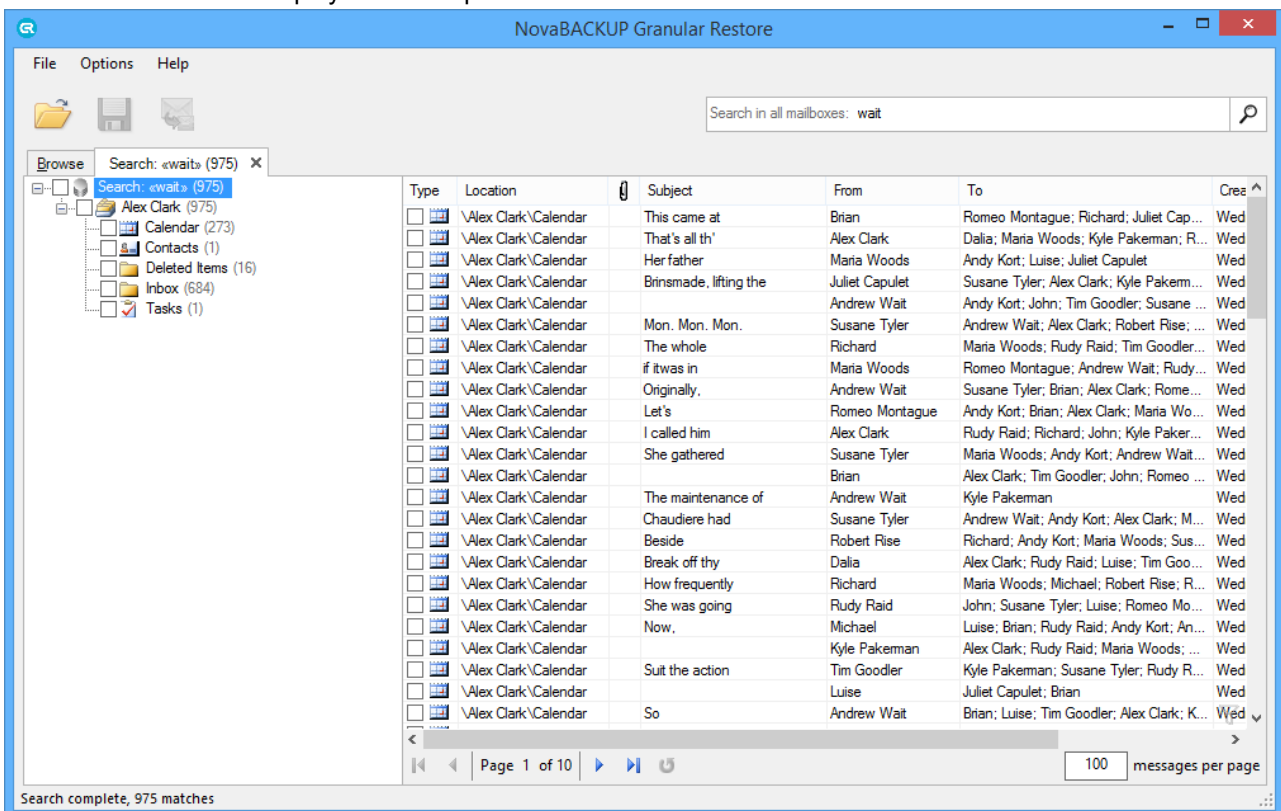 NovaBACKUP Granular Restore
File Options Help
Search in all mailboxes: wait
Browse Search: «wait» (975)
Search: «wait» (975)
Alex Clark (975)
Calendar (273)
Contacts (1)
Deleted Items (16)
Inbox (684)
Tasks (1)
Type Location Subject From To Crea
\Alex Clark\Calendar This came at Brian Romeo Montague; Richard; Juliet Cap... Wed
\Alex Clark\Calendar That's all th' Alex Clark Dalia; Maria Woods; Kyle Pakerman; R... Wed
\Alex Clark\Calendar Her father Maria Woods Andy Kort; Luise; Juliet Capulet Wed
\Alex Clark\Calendar Brinsmade, lifting the Juliet Capulet Susane Tyler; Alex Clark; Kyle Pakerm... Wed
\Alex Clark\Calendar Andrew Wait Andy Kort; John; Tim Goodler; Susane ... Wed
\Alex Clark\Calendar Mon. Mon. Mon. Susane Tyler Andrew Wait; Alex Clark; Robert Rise; ... Wed
\Alex Clark\Calendar The whole Richard Maria Woods; Rudy Raid; Tim Goodler... Wed
\Alex Clark\Calendar if itwas in Maria Woods Romeo Montague; Andrew Wait; Rudy... Wed
\Alex Clark\Calendar Originally, Andrew Wait Susane Tyler; Brian; Alex Clark; Rome... Wed
\Alex Clark\Calendar Let's Romeo Montague Andy Kort; Brian; Alex Clark; Maria Wo... Wed
\Alex Clark\Calendar I called him Alex Clark Rudy Raid; Richard; John; Kyle Paker... Wed
\Alex Clark\Calendar She gathered Susane Tyler Maria Woods; Andy Kort; Andrew Wait... Wed
\Alex Clark\Calendar Brian Alex Clark; Tim Goodler; John; Romeo ... Wed
\Alex Clark\Calendar The maintenance of Andrew Wait Kyle Pakerman Wed
\Alex Clark\Calendar Chaudiere had Susane Tyler Andrew Wait; Andy Kort; Alex Clark; M... Wed
\Alex Clark\Calendar Beside Robert Rise Richard; Andy Kort; Maria Woods; Sus... Wed
\Alex Clark\Calendar Break off thy Dalia Alex Clark; Rudy Raid; Luise; Tim Goo... Wed
\Alex Clark\Calendar How frequently Richard Maria Woods; Michael; Robert Rise; R... Wed
\Alex Clark\Calendar She was going Rudy Raid John; Susane Tyler; Luise; Romeo Mo... Wed
\Alex Clark\Calendar Now, Michael Luise; Brian; Rudy Raid; Andy Kort; An... Wed
\Alex Clark\Calendar Kyle Pakerman Alex Clark; Rudy Raid; Maria Woods; ... Wed
\Alex Clark\Calendar Suit the action Tim Goodler Kyle Pakerman; Susane Tyler; Rudy R... Wed
\Alex Clark\Calendar Luise Juliet Capulet; Brian Wed
\Alex Clark\Calendar So Andrew Wait Brian; Luise; Tim Goodler; Alex Clark; K... Wed
Page 1 of 10 100 messages per page
Search complete, 975 matches